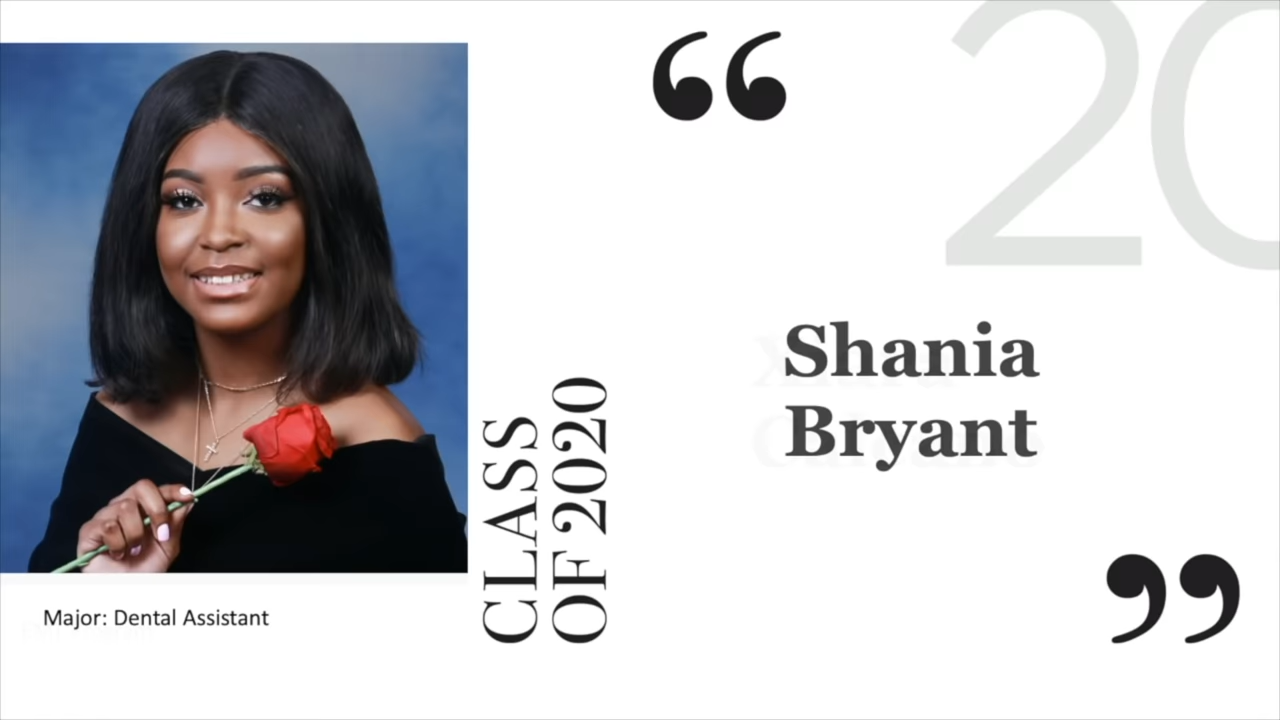 “
20
Shania
Bryant
”
CLASS
OF 2020
Major: Dental Assistant